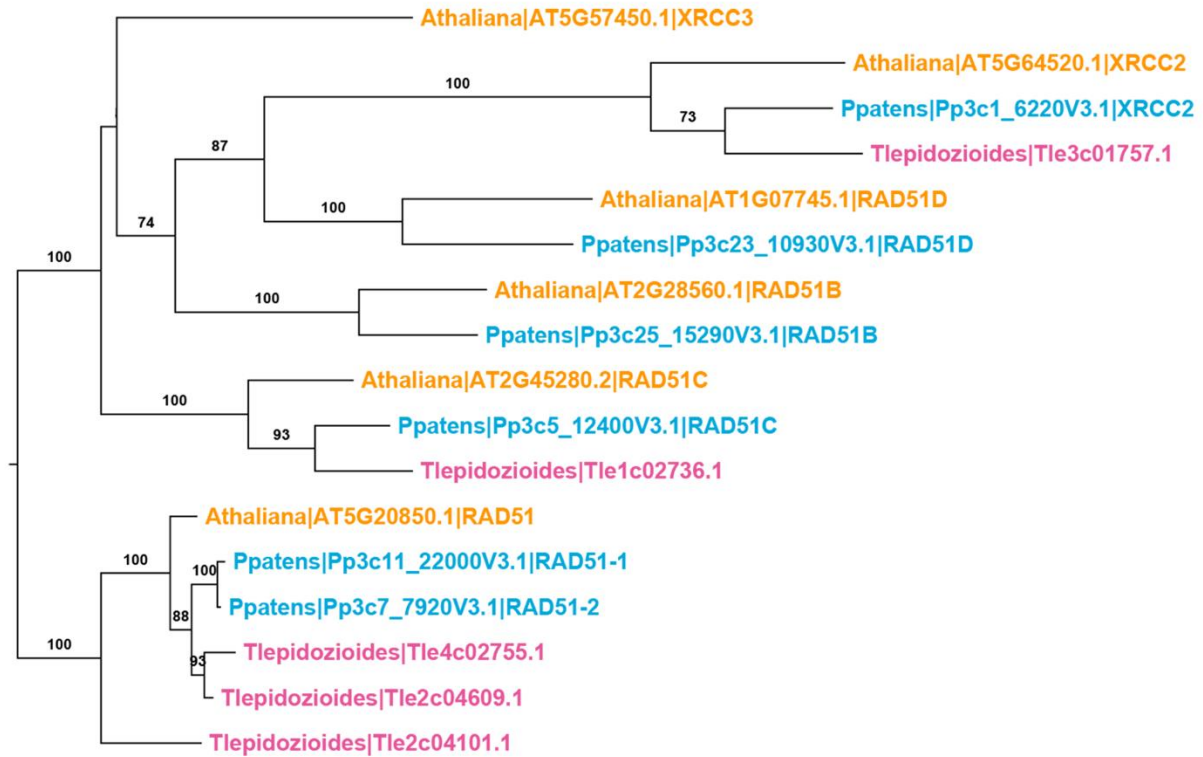 Athaliana|AT5G57450.1|XRCC3
Athaliana|AT5G64520.1|XRCC2
100
Ppatens|Pp3c1_6220V3.1|XRCC2
73
87
Tlepidozioides|Tle3c01757.1
Athaliana|AT1G07745.1|RAD51D
100
74
Ppatens|Pp3c23_10930V3.1|RAD51D
100
Athaliana|AT2G28560.1|RAD51B
100
Ppatens|Pp3c25_15290V3.1|RAD51B
Athaliana|AT2G45280.2|RAD51C
100
Ppatens|Pp3c5_12400V3.1|RAD51C
93
Tlepidozioides|Tle1c02736.1
Athaliana|AT5G20850.1|RAD51
100
Ppatens|Pp3c11_22000V3.1|RAD51-1
100
Ppatens|Pp3c7_7920V3.1|RAD51-2
88
100
Tlepidozioides|Tle4c02755.1
93
Tlepidozioides|Tle2c04609.1
Tlepidozioides|Tle2c04101.1